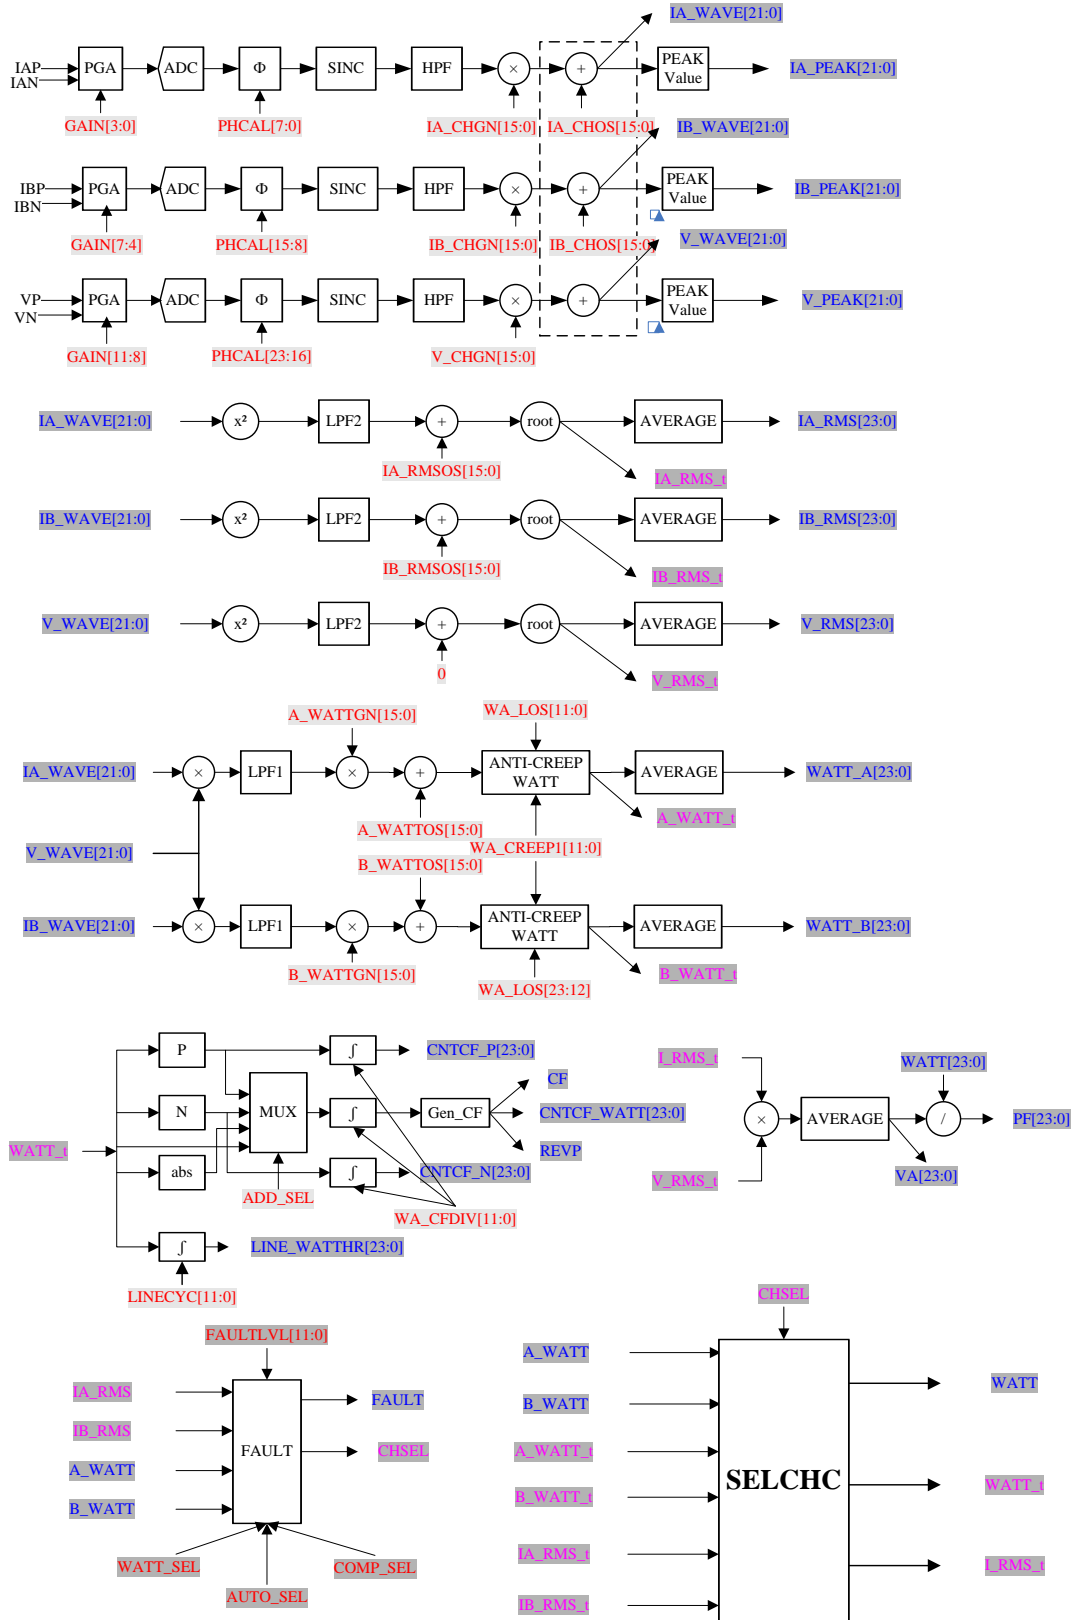 IA_WAVE[21:0]
IAP
IAN
PGA
ADC
Φ
SINC
HPF
×
+
PEAK
Value
IA_PEAK[21:0]
GAIN[3:0]
PHCAL[7:0]
IA_CHGN[15:0]
IA_CHOS[15:0]
IB_WAVE[21:0]
IBP
IBN
PGA
ADC
Φ
SINC
HPF
×
+
PEAK
Value
IB_PEAK[21:0]
GAIN[7:4]
PHCAL[15:8]
IB_CHGN[15:0]
IB_CHOS[15:0]
V_WAVE[21:0]
VP
VN
PGA
ADC
Φ
SINC
HPF
×
+
PEAK
Value
V_PEAK[21:0]
GAIN[11:8]
PHCAL[23:16]
V_CHGN[15:0]
IA_WAVE[21:0]
x²
LPF2
+
root
AVERAGE
IA_RMS[23:0]
IA_RMSOS[15:0]
IA_RMS_t
IB_WAVE[21:0]
x²
LPF2
+
root
AVERAGE
IB_RMS[23:0]
IB_RMSOS[15:0]
IB_RMS_t
V_WAVE[21:0]
x²
LPF2
+
root
AVERAGE
V_RMS[23:0]
0
V_RMS_t
A_WATTGN[15:0]
WA_LOS[11:0]
IA_WAVE[21:0]
×
LPF1
×
+
ANTI-CREEP
WATT
AVERAGE
WATT_A[23:0]
A_WATTOS[15:0]
A_WATT_t
V_WAVE[21:0]
WA_CREEP1[11:0]
B_WATTOS[15:0]
IB_WAVE[21:0]
×
LPF1
×
+
ANTI-CREEP
WATT
AVERAGE
WATT_B[23:0]
B_WATTGN[15:0]
WA_LOS[23:12]
B_WATT_t
P
∫
CNTCF_P[23:0]
CF
N
MUX
∫
Gen_CF
CNTCF_WATT[23:0]
REVP
WATT_t
abs
∫
CNTCF_N[23:0]
ADD_SEL
WA_CFDIV[11:0]
∫
LINE_WATTHR[23:0]
LINECYC[11:0]
I_RMS_t
WATT[23:0]
×
AVERAGE
/
PF[23:0]
V_RMS_t
VA[23:0]
FAULTLVL[11:0]
IA_RMS
IB_RMS
A_WATT
B_WATT
FAULT
FAULT
CHSEL
WATT_SEL
AUTO_SEL
COMP_SEL
CHSEL
A_WATT
B_WATT
A_WATT_t
B_WATT_t
IA_RMS_t
IB_RMS_t
SELCHC
WATT
WATT_t
I_RMS_t